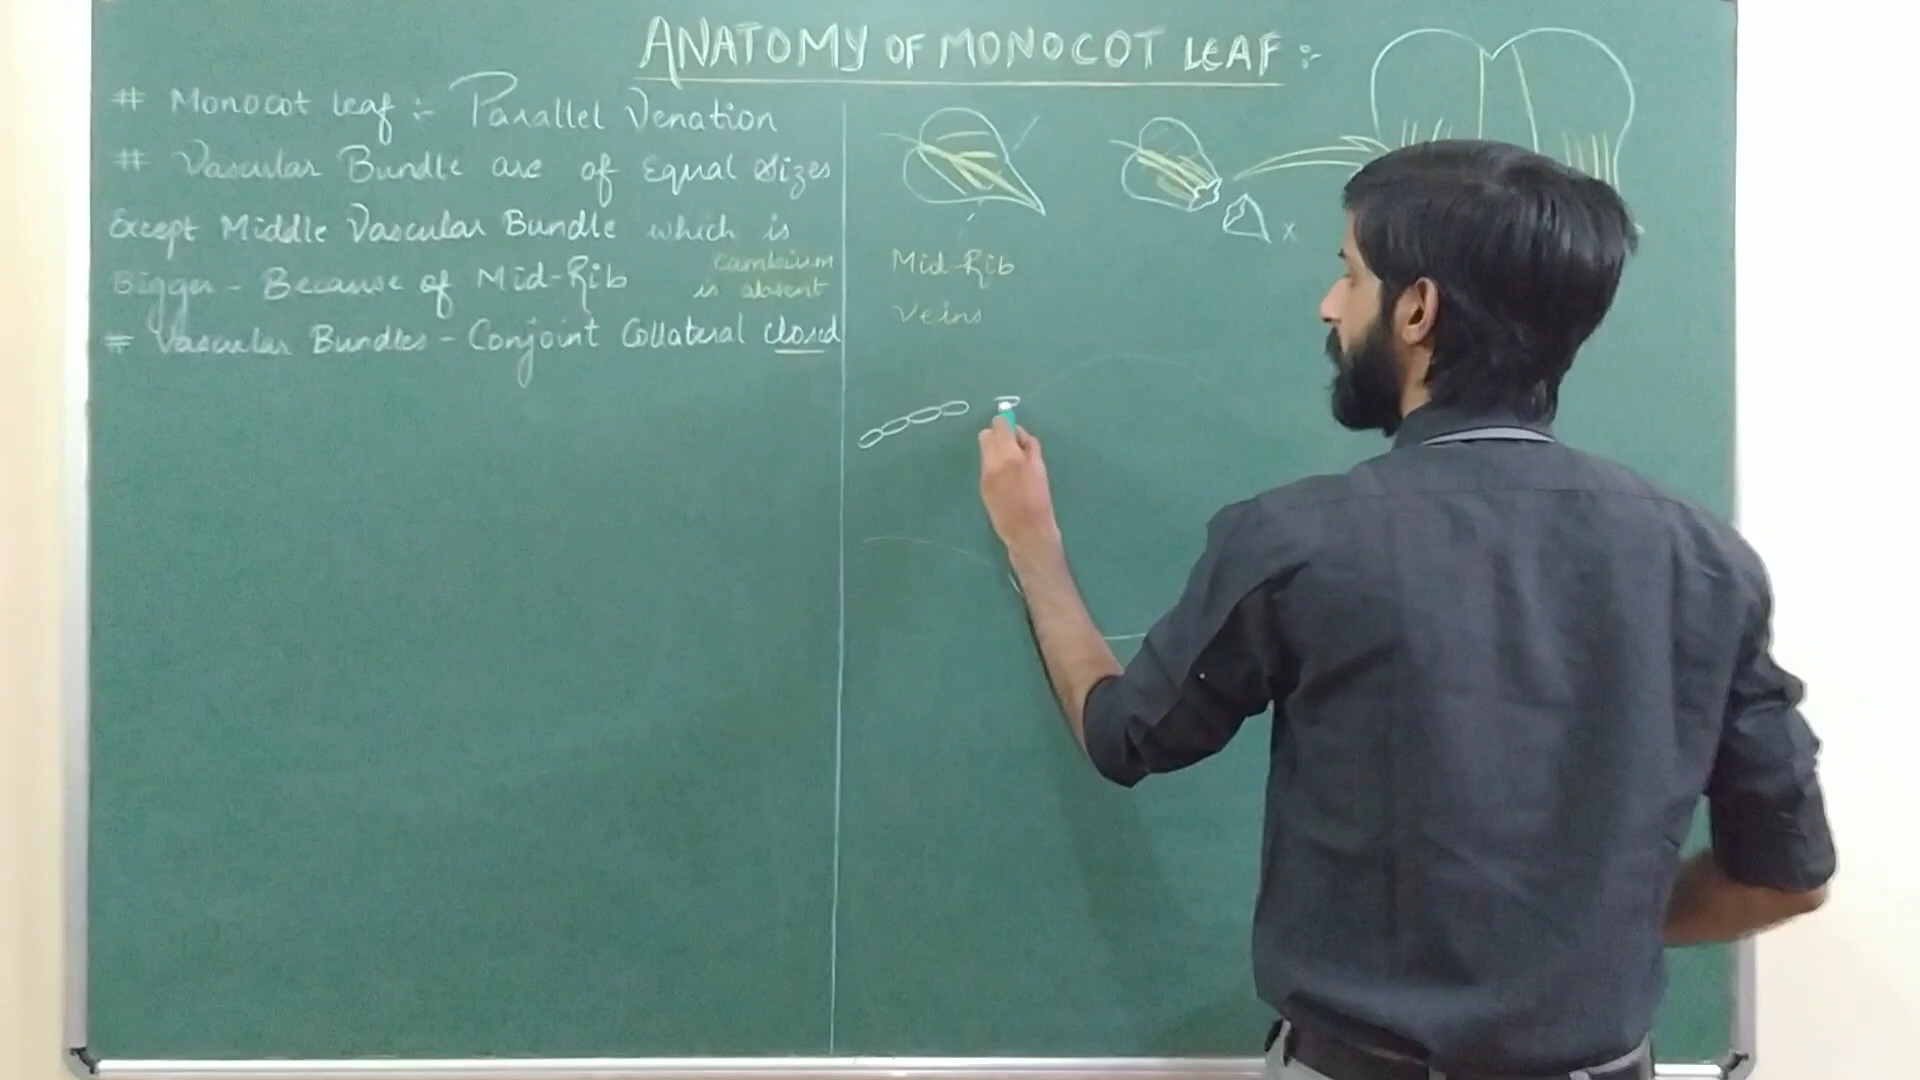 ANATOMY OF MONOCOT LEAF :-
# Monocot leaf :- Parallel Venation
# Vascular Bundle are of Equal Sizes
Except Middle Vascular Bundle which is
Bigger - Because of Mid-Rib
Cambium
is absent
# Vascular Bundles - Conjoint Collateral closed
x
Mid-Rib
Veins